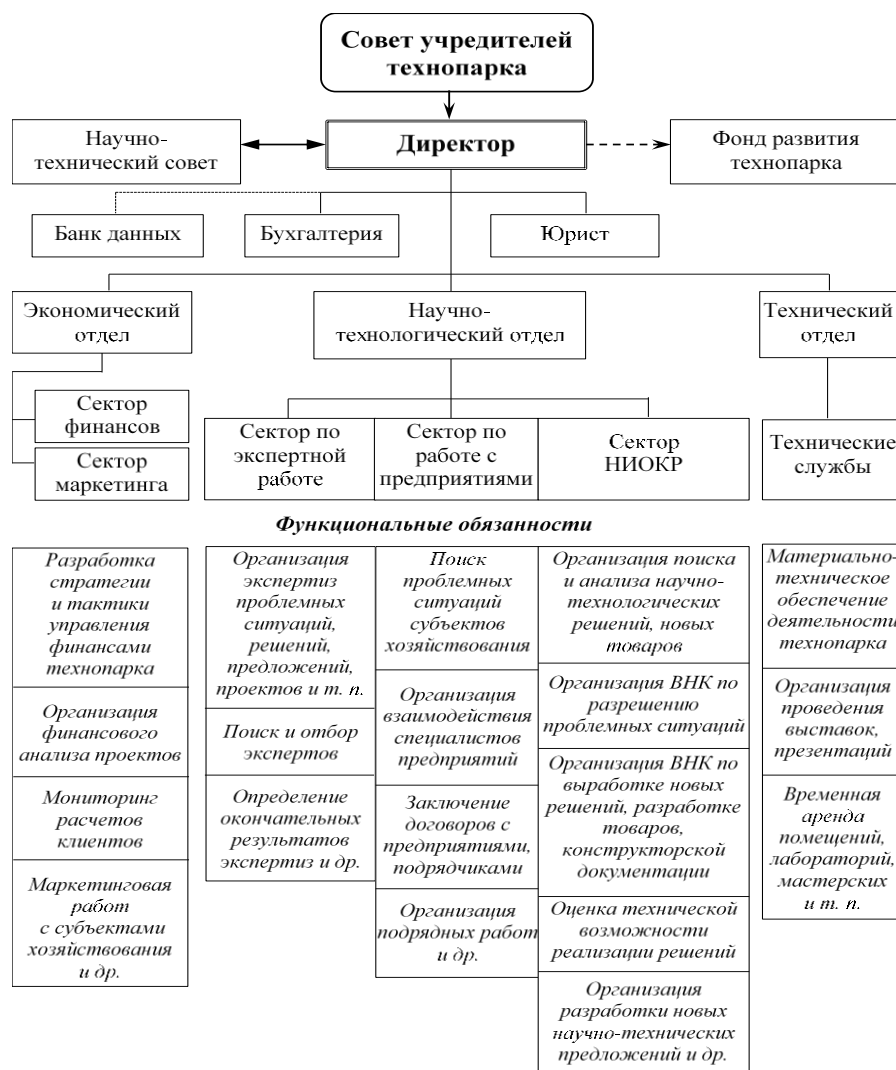 Совет учредителей
технопарка
Научно-
технический совет
Директор
Фонд развития
технопарка
Банк данных
Бухгалтерия
Юрист
Экономический
отдел
Научно-
технологический отдел
Технический
отдел
Сектор
финансов
Сектор
маркетинга
Сектор по
экспертной
работе
Сектор по
работе с
предприятиями
Сектор
НИОКР
Технические
службы
Функциональные обязанности
Разработка
стратегии
и тактики
управления
финансами
технопарка
Организация
финансового
анализа проектов
Мониторинг
расчетов
клиентов
Маркетинговая
работ
с субъектами
хозяйствования
и др.
Организация
экспертиз
проблемных
ситуаций,
решений,
предложений,
проектов и т. п.
Поиск и отбор
экспертов
Определение
окончательных
результатов
экспертиз и др.
Поиск
проблемных
ситуаций
субъектов
хозяйствования
Организация
взаимодействия
специалистов
предприятий
Заключение
договоров с
предприятиями,
подрядчиками
Организация
подрядных работ
и др.
Организация поиска
и анализа научно-
технологических
решений, новых
товаров
Организация ВНК по
разрешению
проблемных ситуаций
Организация ВНК по
выработке новых
решений, разработке
товаров,
конструкторской
документации
Оценка технической
возможности
реализации решений
Организация
разработки новых
научно-технических
предложений и др.
Материально-
техническое
обеспечение
деятельности
технопарка
Организация
проведения
выставок,
презентаций
Временная
аренда
помещений,
лабораторий,
мастерских
и т. п.